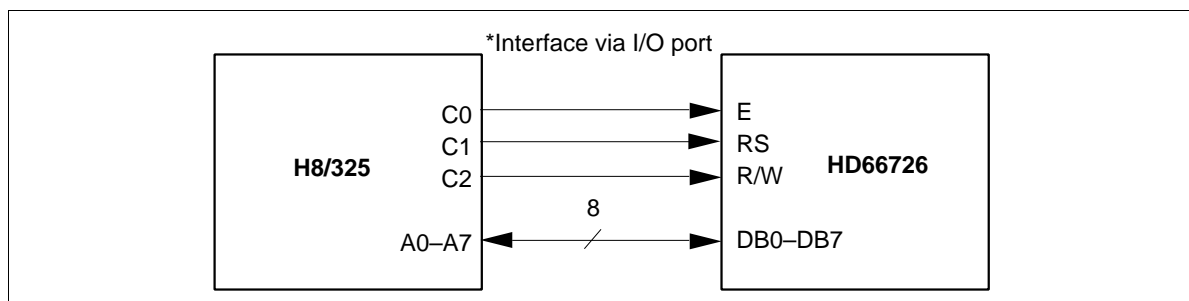 *Interface via I/O port
C0
E
C1
RS
H8/325
HD66726
C2
R/W
8
A0–A7
DB0–DB7